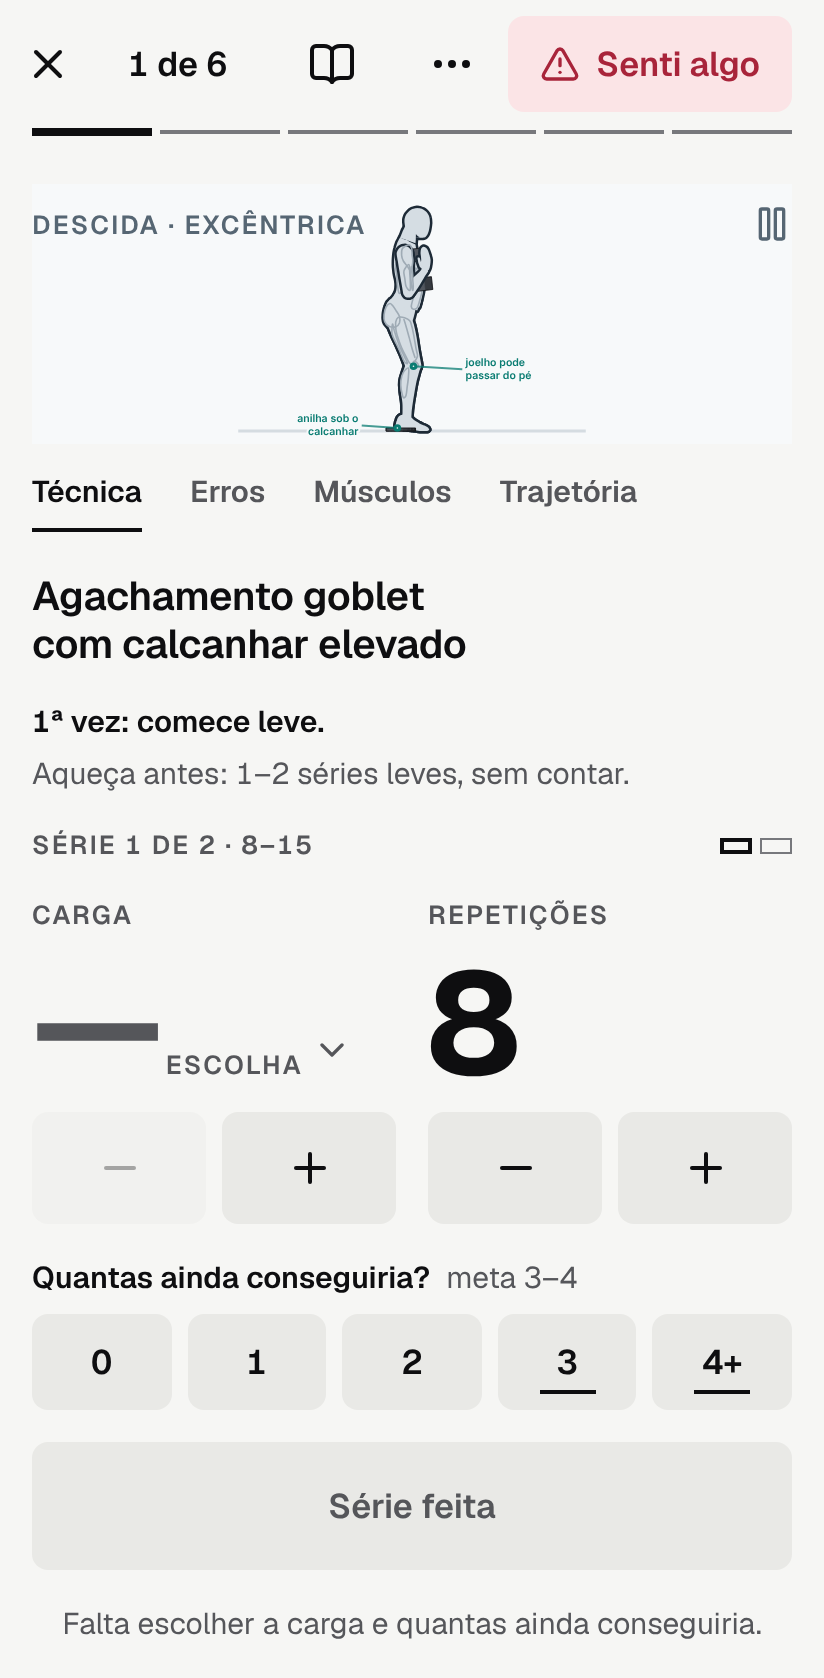 1 de 6
Senti algo
DESCIDA · EXCÊNTRICA
joelho pode
passar do pé
anilha sob o
calcanhar
Técnica Erros Músculos Trajetória
Agachamento goblet
com calcanhar elevado
1ª vez: comece leve.
Aqueça antes: 1–2 séries leves, sem contar.
SÉRIE 1 DE 2 · 8–15
CARGA REPETIÇÕES
— ESCOLHA 8
− + − +
Quantas ainda conseguiria? meta 3–4
0 1 2 3 4+
Série feita
Falta escolher a carga e quantas ainda conseguiria.